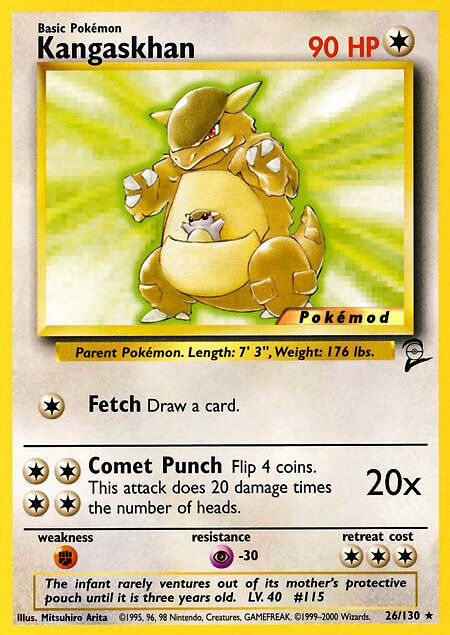 Basic Pokémon
Kangaskhan
90 HP
Pokémod
Parent Pokémon. Length: 7' 3", Weight: 176 lbs.
Fetch Draw a card.
Comet Punch Flip 4 coins.
This attack does 20 damage times
the number of heads.
20x
weakness
resistance
retreat cost
-30
The infant rarely ventures out of its mother's protective
pouch until it is three years old. LV. 40 #115
Illus. Mitsuhiro Arita ©1995, 96, 98 Nintendo, Creatures, GAMEFREAK. ©1999-2000 Wizards. 26/130 ★